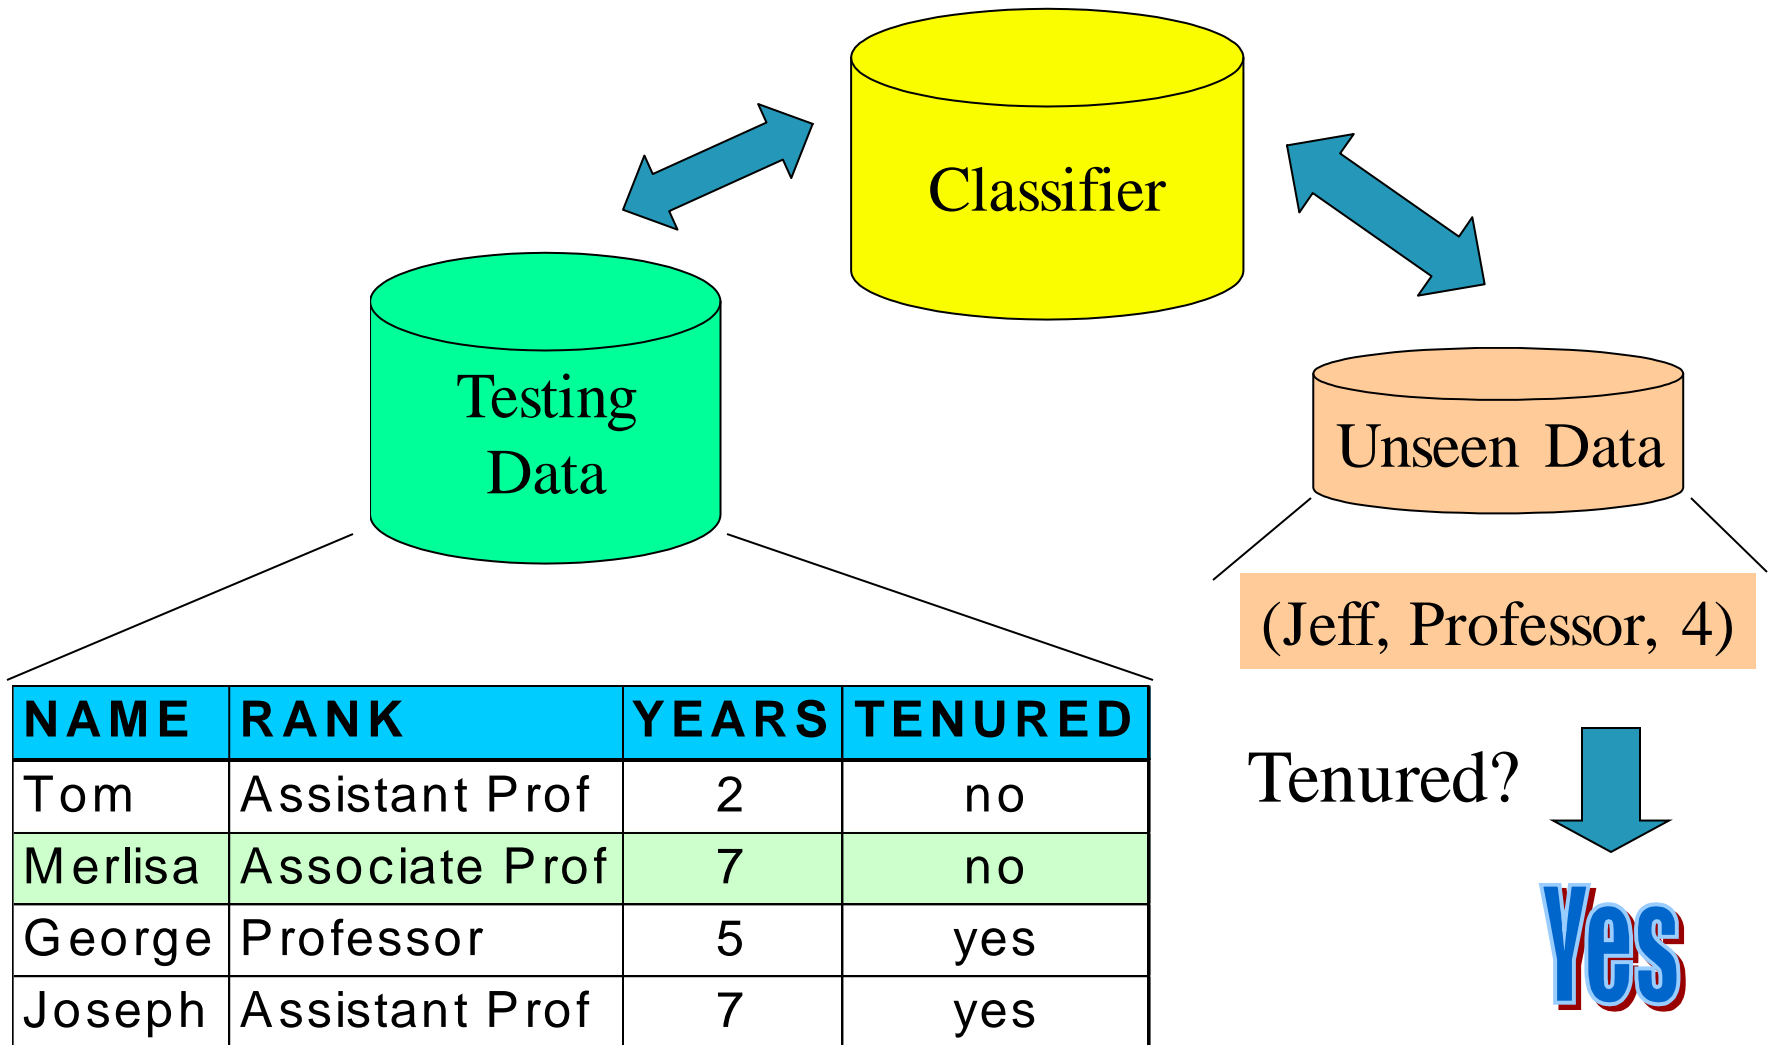 Classifier
Testing
Data
Unseen Data
(Jeff, Professor, 4)
NAME RANK YEARS TENURED
Tom Assistant Prof 2 no
Merlisa Associate Prof 7 no
George Professor 5 yes
Joseph Assistant Prof 7 yes
Tenured?
Yes